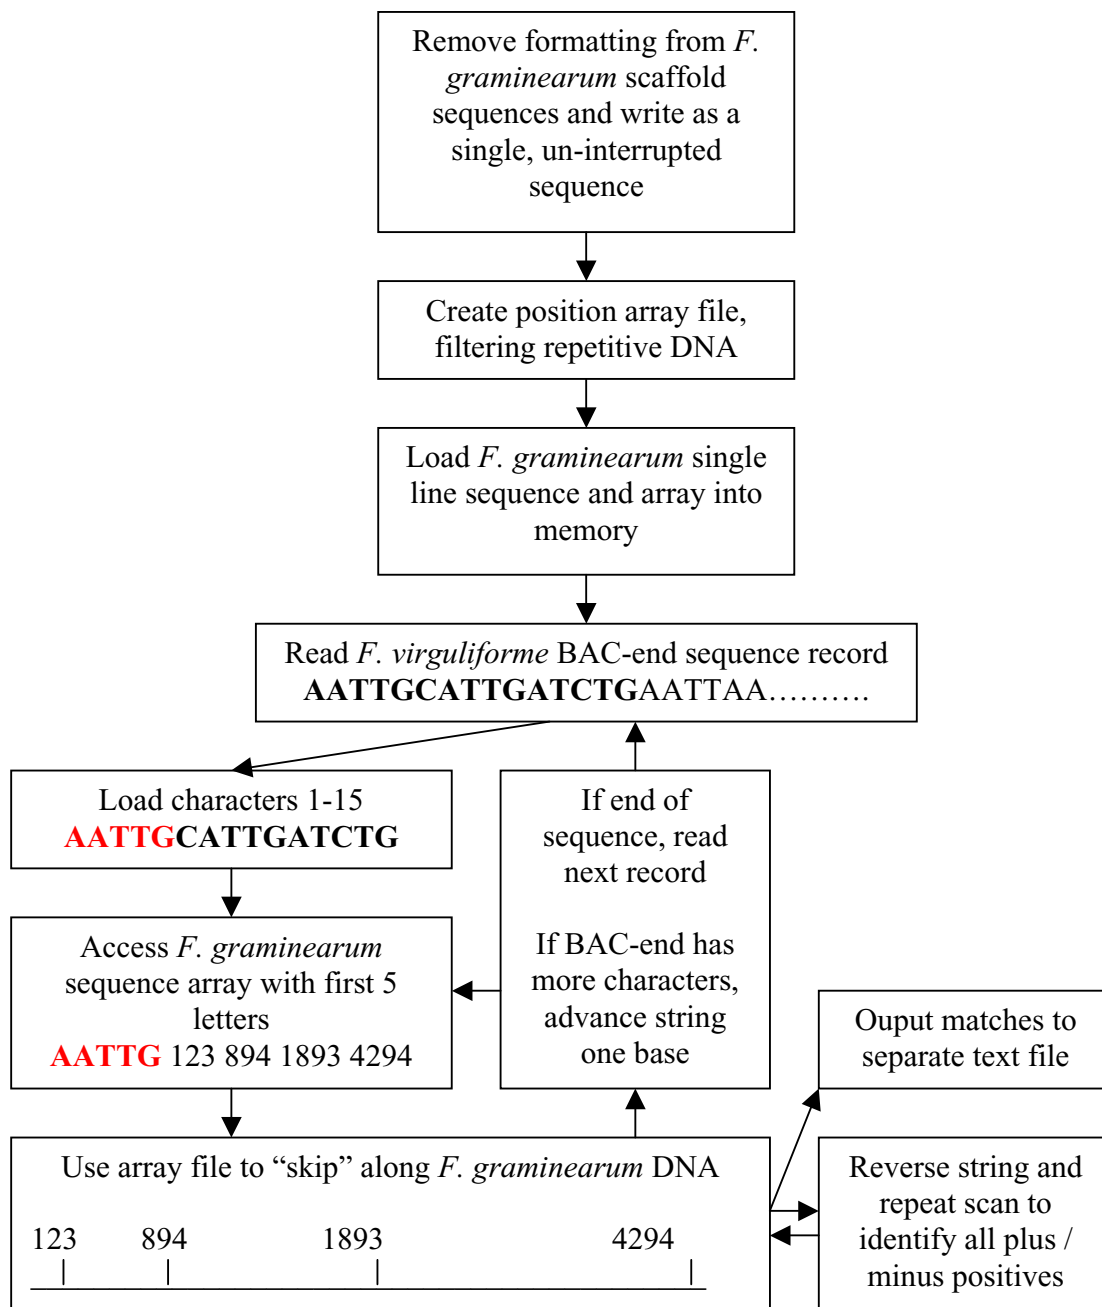 Remove formatting from F.
graminearum scaffold
sequences and write as a
single, un-interrupted
sequence
Create position array file,
filtering repetitive DNA
Load F. graminearum single
line sequence and array into
memory
Read F. virguliforme BAC-end sequence record
AATTGCATTGATCTGAATTAA……….
Load characters 1-15
AATTGCATTGATCTG
If end of
sequence, read
next record
If BAC-end has
more characters,
advance string
one base
Access F. graminearum
sequence array with first 5
letters
AATTG 123 894 1893 4294
Ouput matches to
separate text file
Use array file to “skip” along F. graminearum DNA
123 894 1893 4294
Reverse string and
repeat scan to
identify all plus /
minus positives